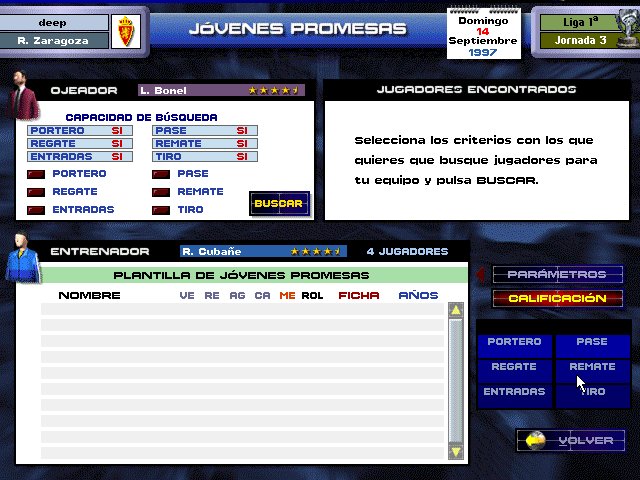 deep
R. Zaragoza
JÓVENES PROMESAS
Domingo
14
Septiembre
1997
Liga 1ª
Jornada 3
OJEADOR L. Bonel
CAPACIDAD DE BÚSQUEDA
PORTERO SI PASE SI
REGATE SI REMATE SI
ENTRADAS SI TIRO SI
PORTERO PASE
REGATE REMATE
ENTRADAS TIRO
BUSCAR
JUGADORES ENCONTRADOS
Selecciona los criterios con los que
quieres que busque jugadores para
tu equipo y pulsa BUSCAR.
ENTRENADOR R. Cubañe 4 JUGADORES
PLANTILLA DE JÓVENES PROMESAS
NOMBRE VE RE AG CA ME ROL FICHA AÑOS
PARÁMETROS
CALIFICACIÓN
PORTERO PASE
REGATE REMATE
ENTRADAS TIRO
VOLVER